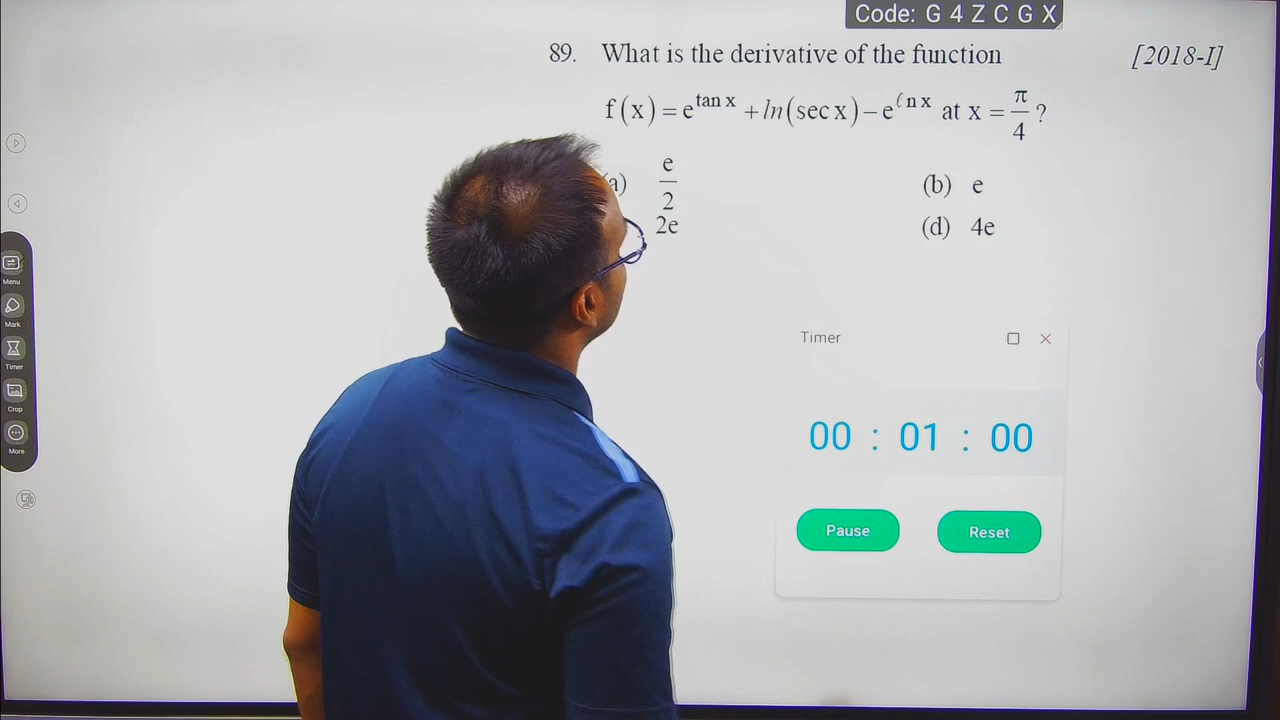 Code: G 4 Z C G X
89. What is the derivative of the function [2018-I]
f(x) = e^{tan x} + ln(sec x) – e^{ℓn x} at x = π/4 ?
a) e/2 (b) e
2e (d) 4e
Timer
00 : 01 : 00
Pause Reset
Menu
Mark
Timer
Crop
More